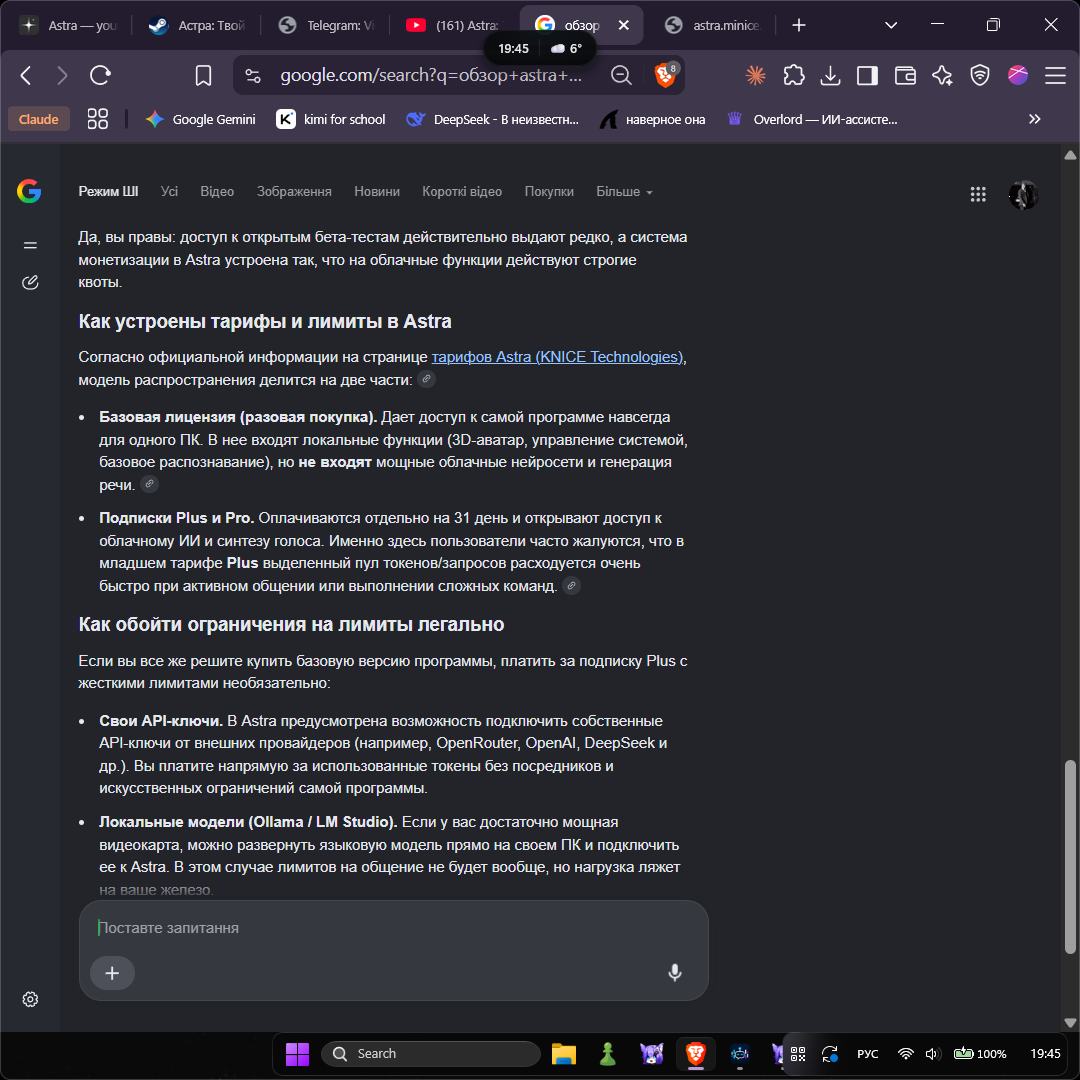 Astra — you
Астра: Твой
Telegram: Vi
(161) Astra:
обзор
astra.minice.
19:45
6°
google.com/search?q=обзор+astra+...
8
Claude
Google Gemini
kimi for school
DeepSeek - В неизвестн...
наверное она
Overlord — ИИ-ассисте...
Режим ШІ
Усі
Відео
Зображення
Новини
Короткі відео
Покупки
Більше
Да, вы правы: доступ к открытым бета-тестам действительно выдают редко, а система
монетизации в Astra устроена так, что на облачные функции действуют строгие
квоты.
Как устроены тарифы и лимиты в Astra
Согласно официальной информации на странице тарифов Astra (KNICE Technologies),
модель распространения делится на две части:
• Базовая лицензия (разовая покупка). Дает доступ к самой программе навсегда
для одного ПК. В нее входят локальные функции (3D-аватар, управление системой,
базовое распознавание), но не входят мощные облачные нейросети и генерация
речи.
• Подписки Plus и Pro. Оплачиваются отдельно на 31 день и открывают доступ к
облачному ИИ и синтезу голоса. Именно здесь пользователи часто жалуются, что в
младшем тарифе Plus выделенный пул токенов/запросов расходуется очень
быстро при активном общении или выполнении сложных команд.
Как обойти ограничения на лимиты легально
Если вы все же решите купить базовую версию программы, платить за подписку Plus с
жесткими лимитами необязательно:
• Свои API-ключи. В Astra предусмотрена возможность подключить собственные
API-ключи от внешних провайдеров (например, OpenRouter, OpenAI, DeepSeek и
др.). Вы платите напрямую за использованные токены без посредников и
искусственных ограничений самой программы.
• Локальные модели (Ollama / LM Studio). Если у вас достаточно мощная
видеокарта, можно развернуть языковую модель прямо на своем ПК и подключить
ее к Astra. В этом случае лимитов на общение не будет вообще, но нагрузка ляжет
на ваше железо.
Поставте запитання
Search
РУС
100%
19:45